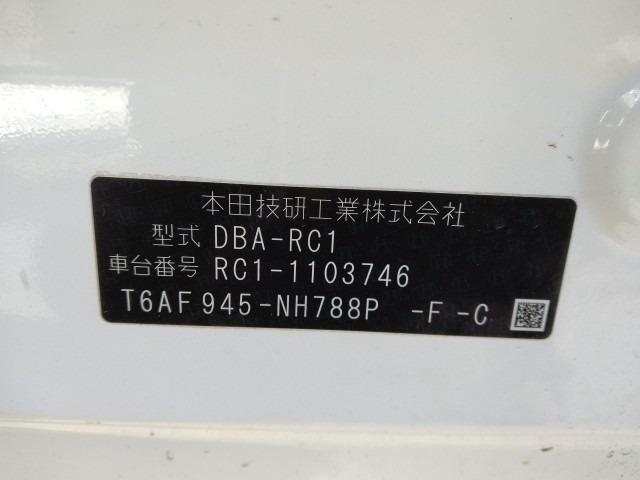 本田技研工業株式会社
型式 DBA-RC1
車台番号 RC1-1103746
T6AF 945-NH788P -F -C